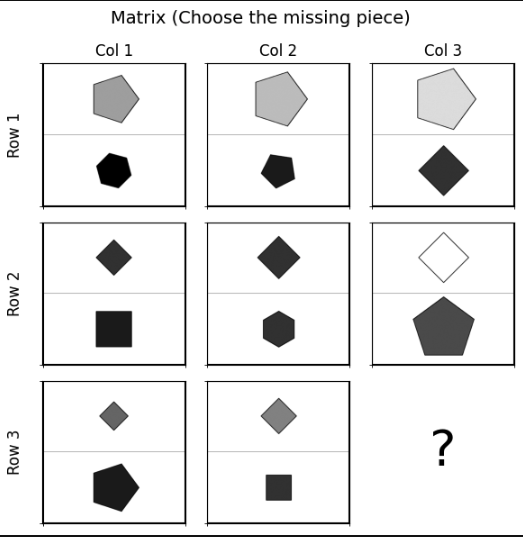 Matrix (Choose the missing piece)
Col 1 Col 2 Col 3
Row 1
Row 2
Row 3
?